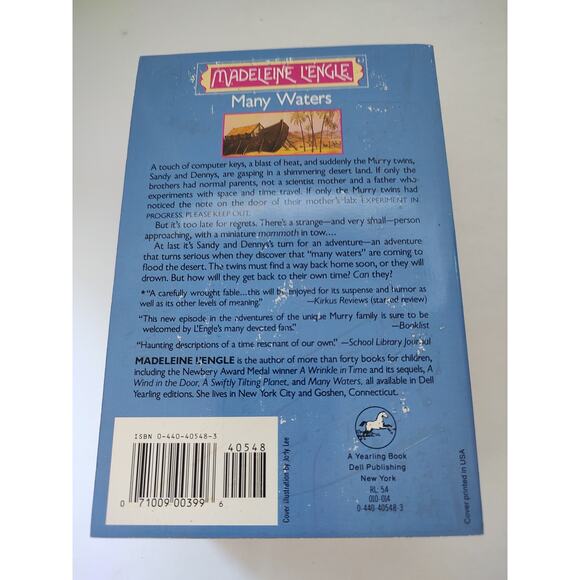 MADELEINE L'ENGLE
Many Waters
A touch of computer keys, a blast of heat, and suddenly the Murry twins,
Sandy and Dennys, are gasping in a shimmering desert land. If only the
brothers had normal parents, not a scientist mother and a father who
experiments with space and time travel. If only the Murry twins had
noticed the note on the door of their mother's lab: EXPERIMENT IN
PROGRESS, PLEASE KEEP OUT.
But it's too late for regrets. There's a strange—and very small—person
approaching, with a miniature mammoth in tow....
At last it's Sandy and Dennys's turn for an adventure—an adventure
that turns serious when they discover that "many waters" are coming to
flood the desert. The twins must find a way back home soon, or they will
drown. But how will they get back to their own time? Can they?
*"A carefully wrought fable...this will be enjoyed for its suspense and humor as
well as its other levels of meaning." —Kirkus Reviews (starred review)
"This new episode in the adventures of the unique Murry family is sure to be
welcomed by L'Engle's many devoted fans." —Booklist
"Haunting descriptions of a time resonant of our own." —School Library Journal
MADELEINE L'ENGLE is the author of more than forty books for children,
including the Newbery Award Medal winner A Wrinkle in Time and its sequels, A
Wind in the Door, A Swiftly Tilting Planet, and Many Waters, all available in Dell
Yearling editions. She lives in New York City and Goshen, Connecticut.
ISBN 0-440-40548-3
40548
0 71009 00399 6
Cover illustration by Jody Lee
A Yearling Book
Dell Publishing
New York
RL: 5.4
010-014
0-440-40548-3
Cover printed in USA